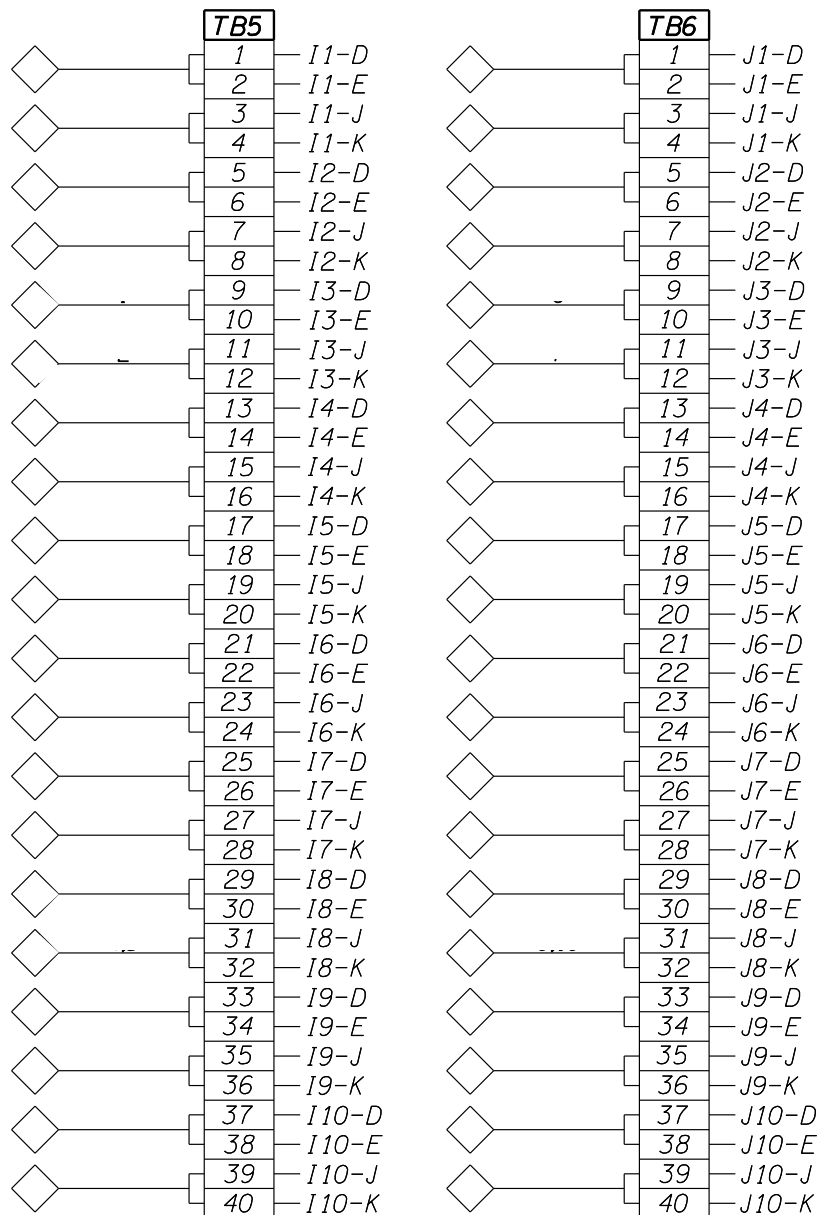 TB5 TB6
1 I1-D 1 J1-D
2 I1-E 2 J1-E
3 I1-J 3 J1-J
4 I1-K 4 J1-K
5 I2-D 5 J2-D
6 I2-E 6 J2-E
7 I2-J 7 J2-J
8 I2-K 8 J2-K
9 I3-D 9 J3-D
10 I3-E 10 J3-E
11 I3-J 11 J3-J
12 I3-K 12 J3-K
13 I4-D 13 J4-D
14 I4-E 14 J4-E
15 I4-J 15 J4-J
16 I4-K 16 J4-K
17 I5-D 17 J5-D
18 I5-E 18 J5-E
19 I5-J 19 J5-J
20 I5-K 20 J5-K
21 I6-D 21 J6-D
22 I6-E 22 J6-E
23 I6-J 23 J6-J
24 I6-K 24 J6-K
25 I7-D 25 J7-D
26 I7-E 26 J7-E
27 I7-J 27 J7-J
28 I7-K 28 J7-K
29 I8-D 29 J8-D
30 I8-E 30 J8-E
31 I8-J 31 J8-J
32 I8-K 32 J8-K
33 I9-D 33 J9-D
34 I9-E 34 J9-E
35 I9-J 35 J9-J
36 I9-K 36 J9-K
37 I10-D 37 J10-D
38 I10-E 38 J10-E
39 I10-J 39 J10-J
40 I10-K 40 J10-K